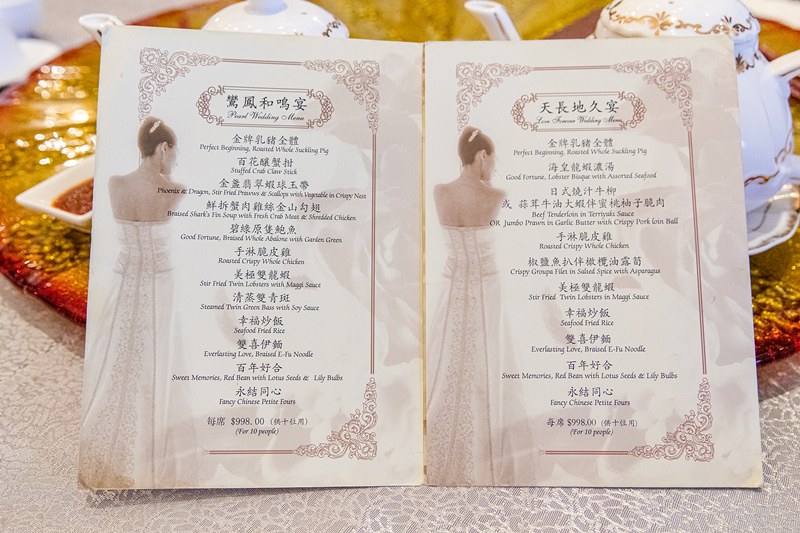 鸞鳳和鳴宴
Pearl Wedding Menu
金牌乳豬全體
Perfect Beginning, Roasted Whole Suckling Pig
百花釀蟹拑
Stuffed Crab Claw Stick
金盞翡翠蝦球玉帶
Phoenix & Dragon, Stir Fried Prawns & Scallops with Vegetable in Crispy Nest
鮮拆蟹肉雞絲金山勾翅
Braised Shark's Fin Soup with Fresh Crab Meat & Shredded Chicken
碧綠原隻鮑魚
Good Fortune, Braised Whole Abalone with Garden Green
手淋脆皮雞
Roasted Crispy Whole Chicken
美極雙龍蝦
Stir Fried Twin Lobsters with Maggi Sauce
清蒸雙青斑
Steamed Twin Green Bass with Soy Sauce
幸福炒飯
Seafood Fried Rice
雙喜伊麵
Everlasting Love, Braised E-Fu Noodle
百年好合
Sweet Memories, Red Bean with Lotus Seeds & Lily Bulbs
永結同心
Fancy Chinese Petite Fours
每席 $998.00 (供十位用)
(For 10 people)
天長地久宴
Love Forever Wedding Menu
金牌乳豬全體
Perfect Beginning, Roasted Whole Suckling Pig
海皇龍蝦濃湯
Good Fortune, Lobster Bisque with Assorted Seafood
日式燒汁牛柳
或 蒜茸牛油大蝦伴蜜桃柚子脆肉
Beef Tenderloin in Terriyaki Sauce
OR Jumbo Prawn in Garlic Butter with Crispy Pork loin Ball
手淋脆皮雞
Roasted Crispy Whole Chicken
椒鹽魚扒伴橄欖油露筍
Crispy Groupa Filet in Salted Spice with Asparagus
美極雙龍蝦
Stir Fried Twin Lobsters in Maggi Sauce
幸福炒飯
Seafood Fried Rice
雙喜伊麵
Everlasting Love, Braised E-Fu Noodle
百年好合
Sweet Memories, Red Bean with Lotus Seeds & Lily Bulbs
永結同心
Fancy Chinese Petite Fours
每席 $998.00 (供十位用)
(For 10 people)